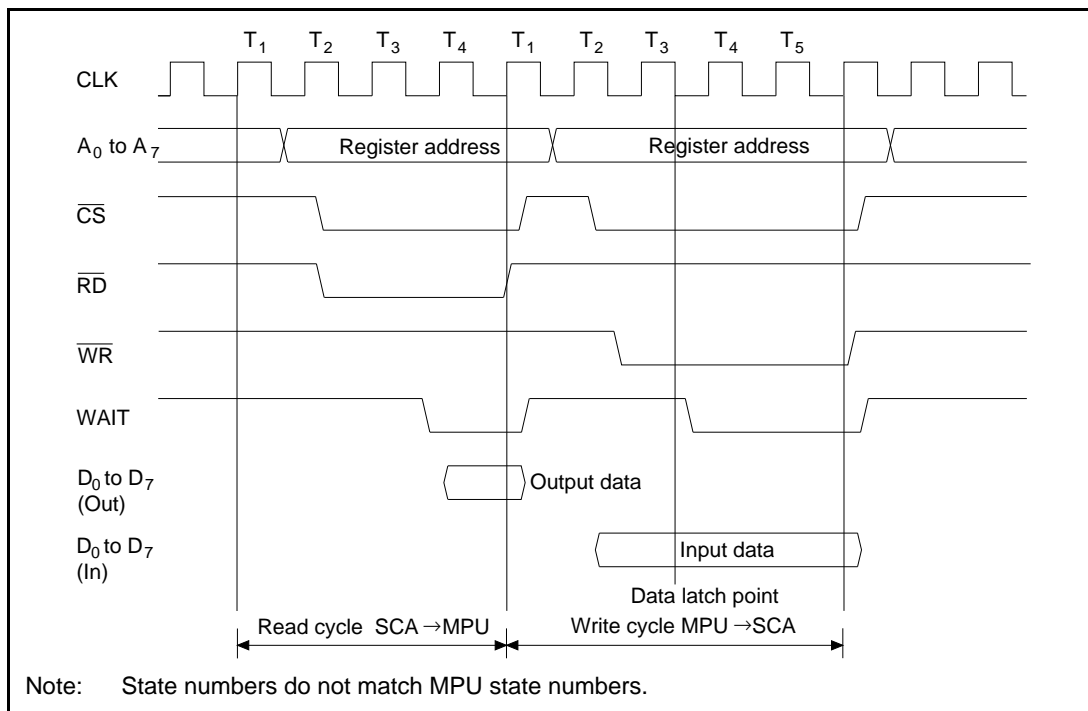 T1 T2 T3 T4 T1 T2 T3 T4 T5
CLK
A0 to A7 Register address Register address
CS
RD
WR
WAIT
D0 to D7
(Out)
Output data
D0 to D7
(In)
Input data
Data latch point
Read cycle SCA→MPU Write cycle MPU→SCA
Note: State numbers do not match MPU state numbers.